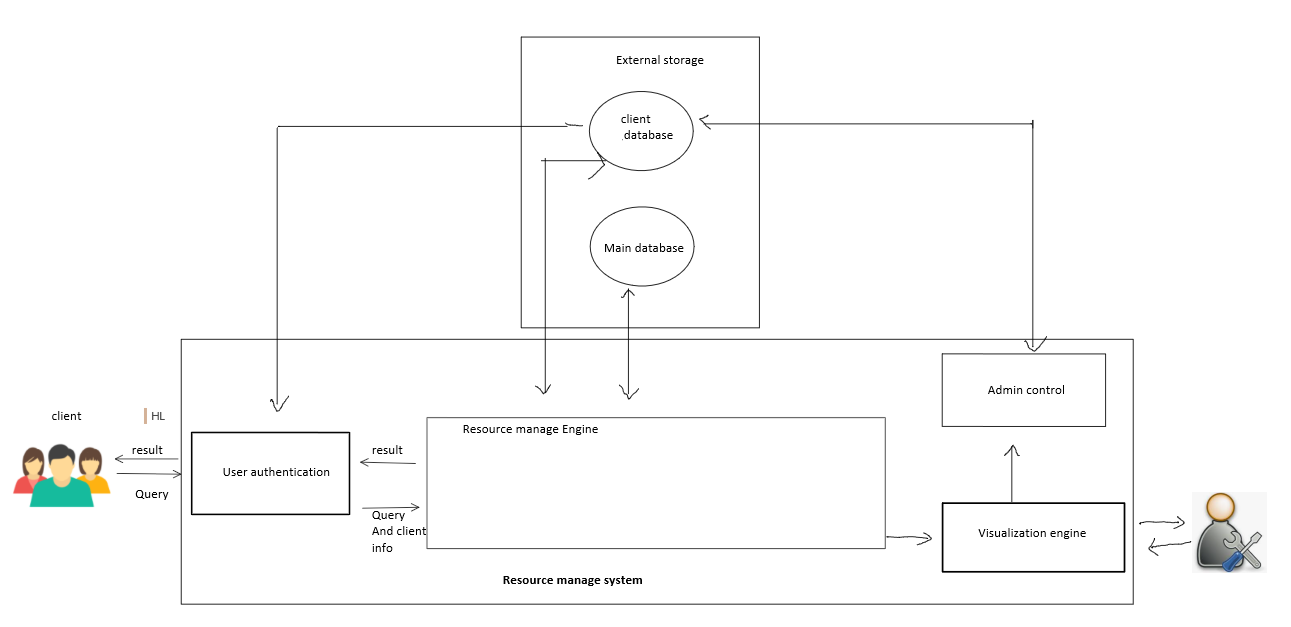 External storage
client
database
Main database
Admin control
client
HL
Resource manage Engine
result
result
User authentication
Query
Query
And client
info
Visualization engine
Resource manage system